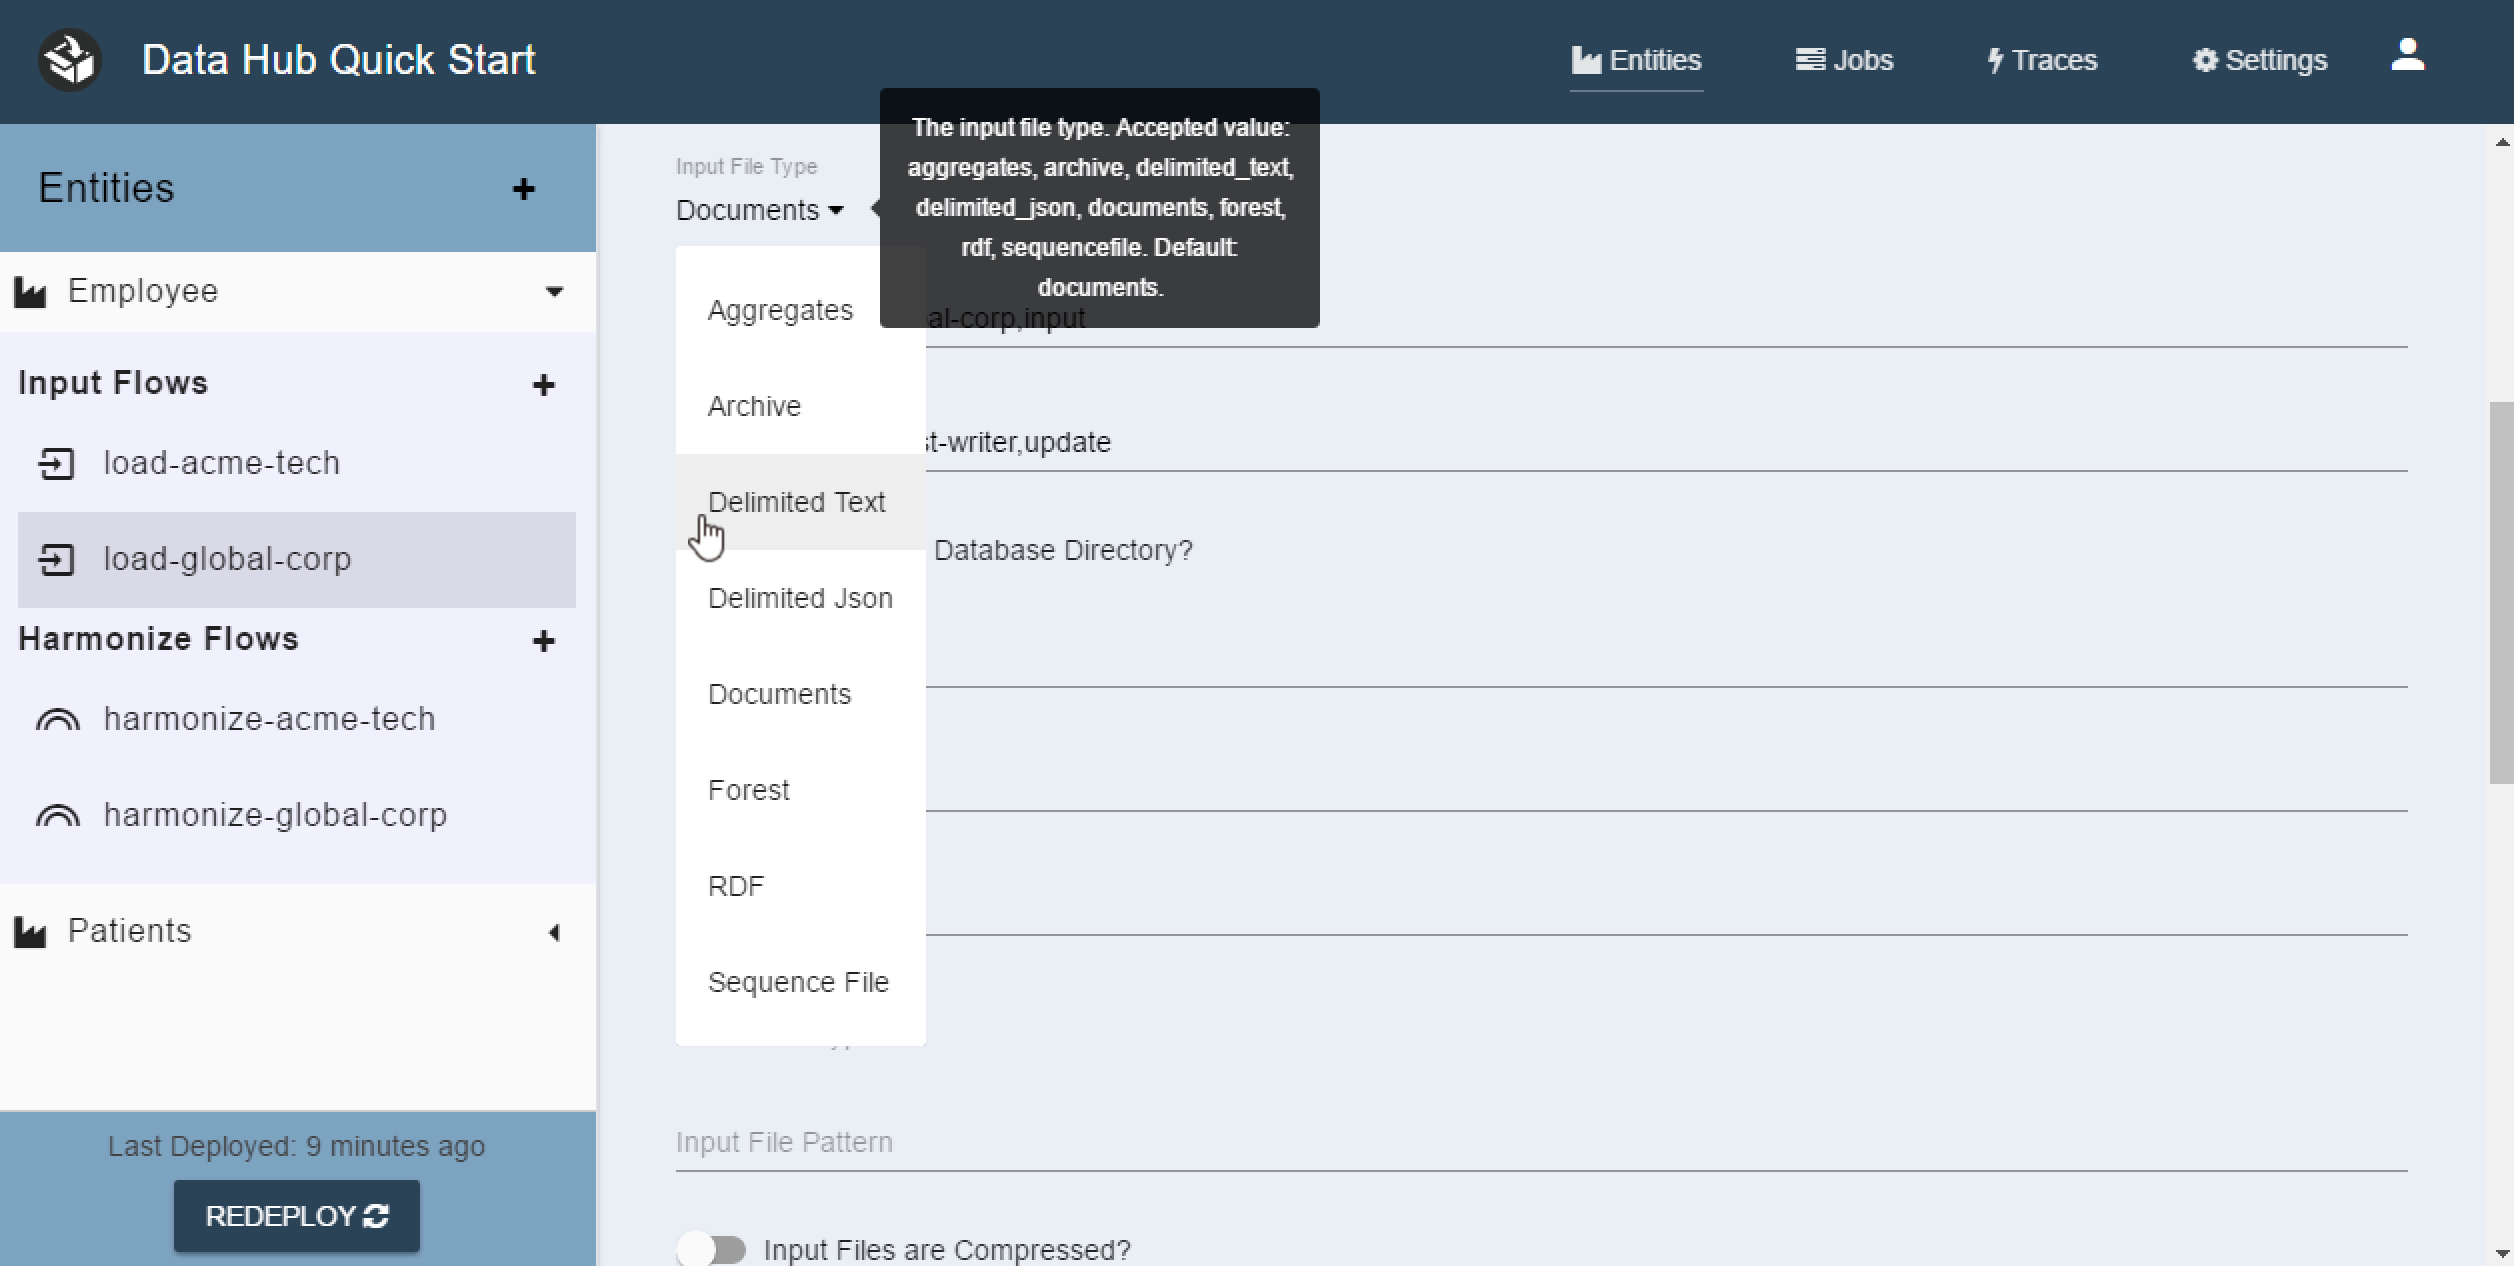 Data Hub Quick Start
Entities
Jobs
Traces
Settings
Entities
Employee
Input Flows
load-acme-tech
load-global-corp
Harmonize Flows
harmonize-acme-tech
harmonize-global-corp
Patients
Last Deployed: 9 minutes ago
REDEPLOY
Input File Type
Documents
The input file type. Accepted value:
aggregates, archive, delimited_text,
delimited_json, documents, forest,
rdf, sequencefile. Default:
documents.
al-corp,input
Aggregates
Archive
st-writer,update
Delimited Text
Database Directory?
Delimited Json
Documents
Forest
RDF
Sequence File
Input File Pattern
Input Files are Compressed?